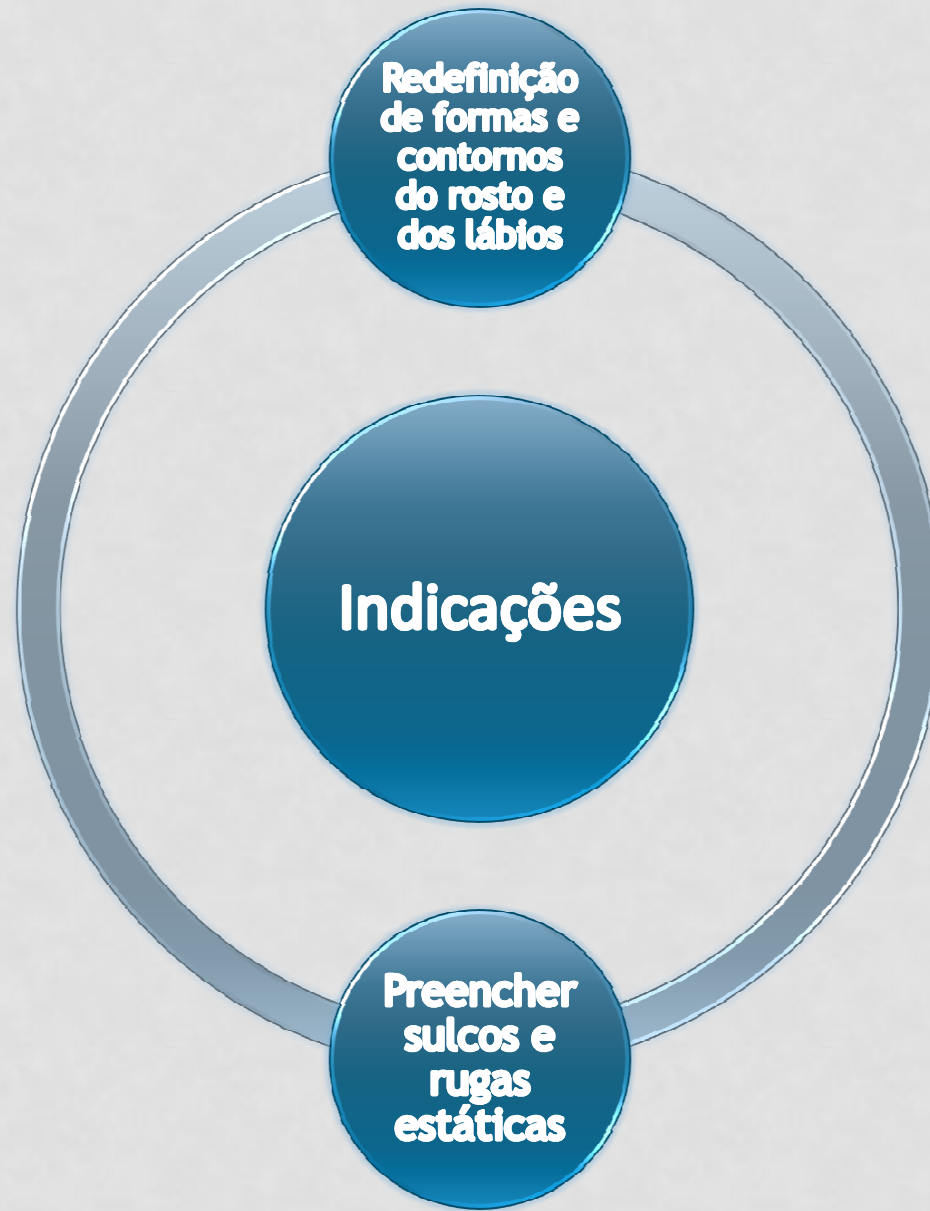 Redefinição
de formas e
contornos
do rosto e
dos lábios
Indicações
Preencher
sulcos e
rugas
estáticas